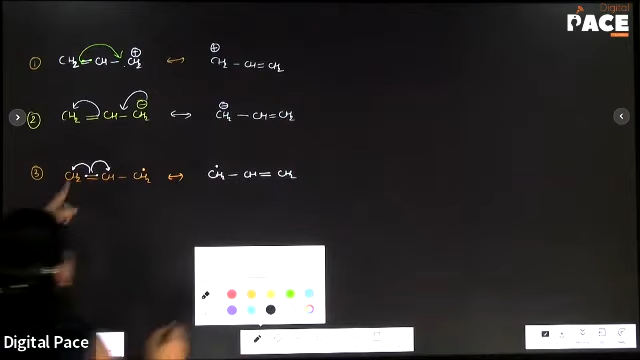 Digital
PACE
① CH₂=CH–CH₂⊕ ↔ ⊕CH₂–CH=CH₂
② CH₂=CH–CH₂⊖ ↔ ⊖CH₂–CH=CH₂
③ CH₂=CH–ĊH₂ ↔ ĊH₂–CH=CH₂
Digital Pace